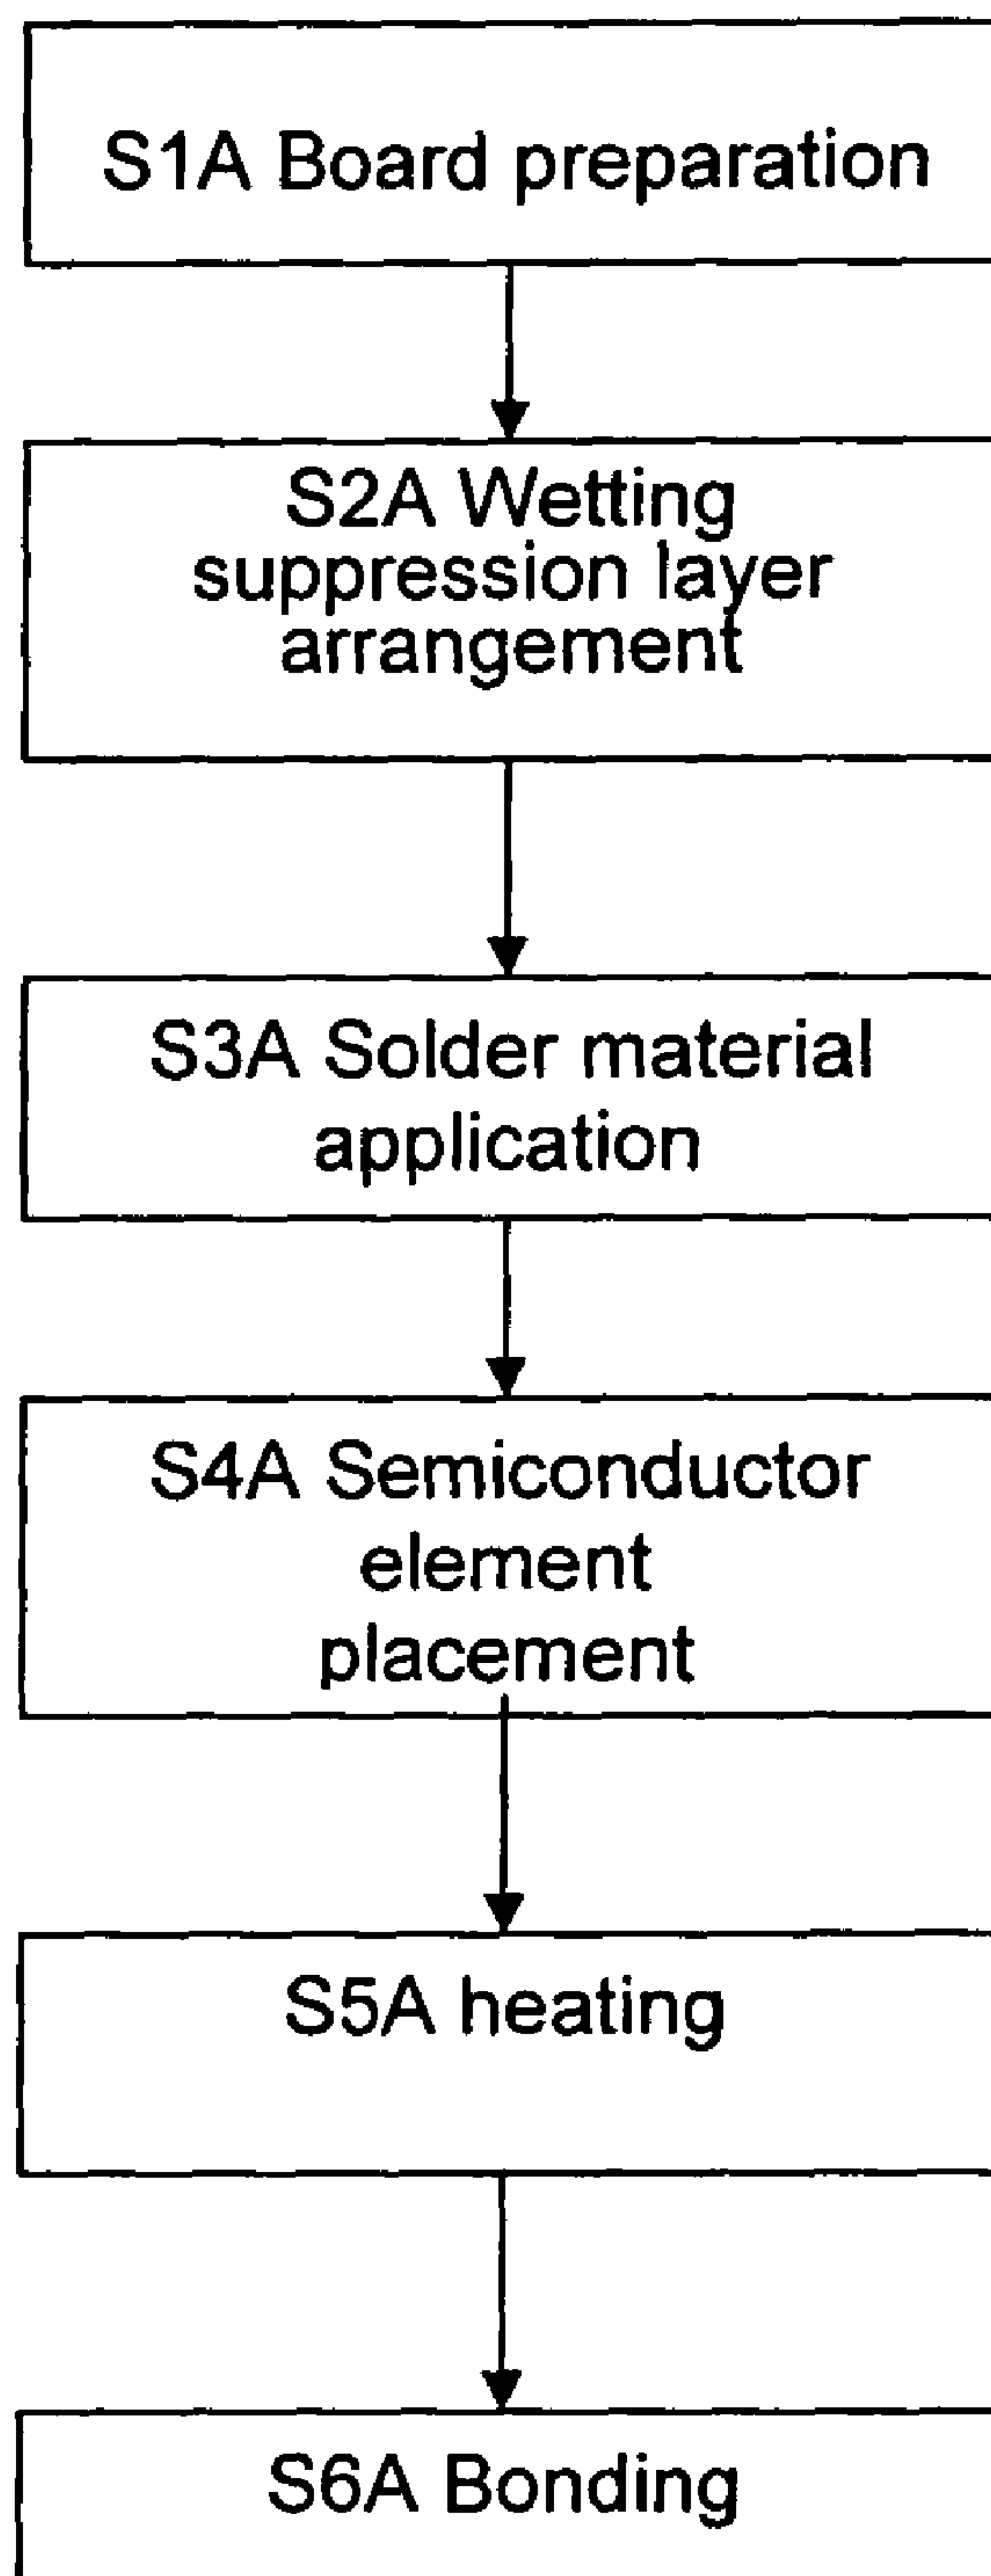 S1A Board preparation
S2A Wetting
suppression layer
arrangement
S3A Solder material
application
S4A Semiconductor
element
placement
S5A heating
S6A Bonding